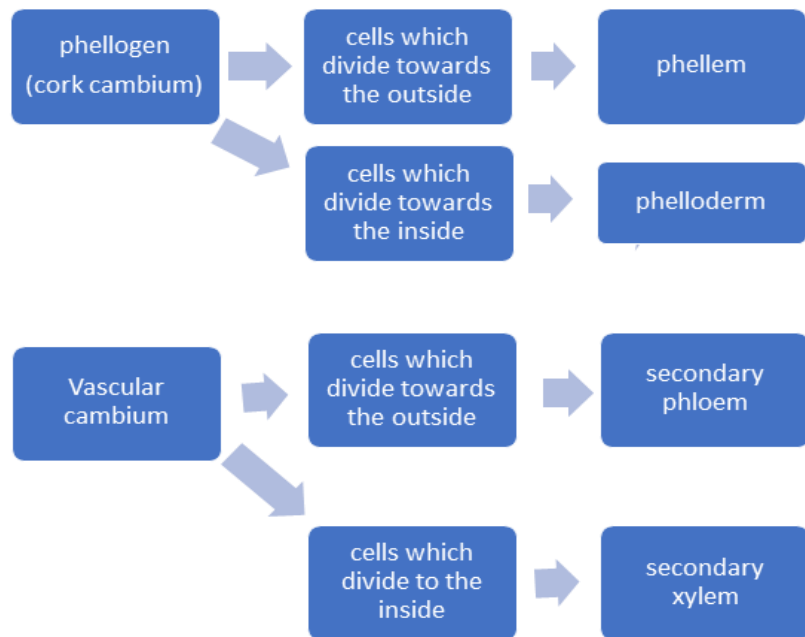 phellogen
(cork cambium)
cells which
divide towards
the outside
phellem
cells which
divide towards
the inside
phelloderm
Vascular
cambium
cells which
divide towards
the outside
secondary
phloem
cells which
divide to the
inside
secondary
xylem